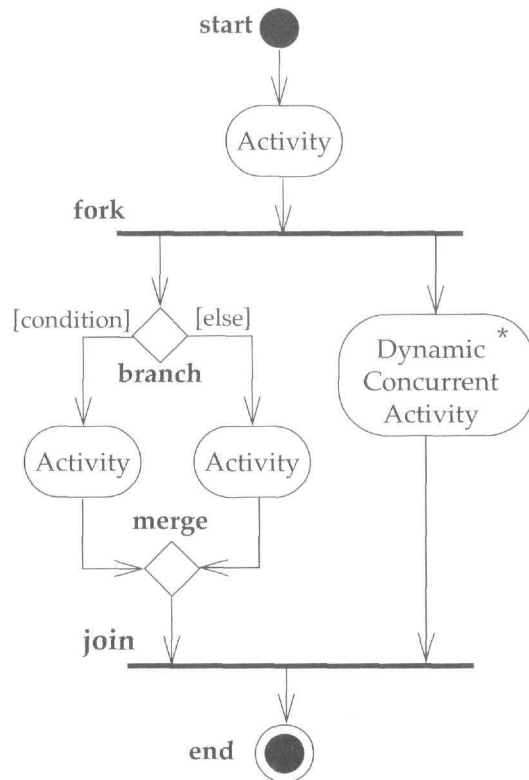 start
Activity
fork
[condition]
[else]
branch
Dynamic *
Concurrent
Activity
Activity
Activity
merge
join
end